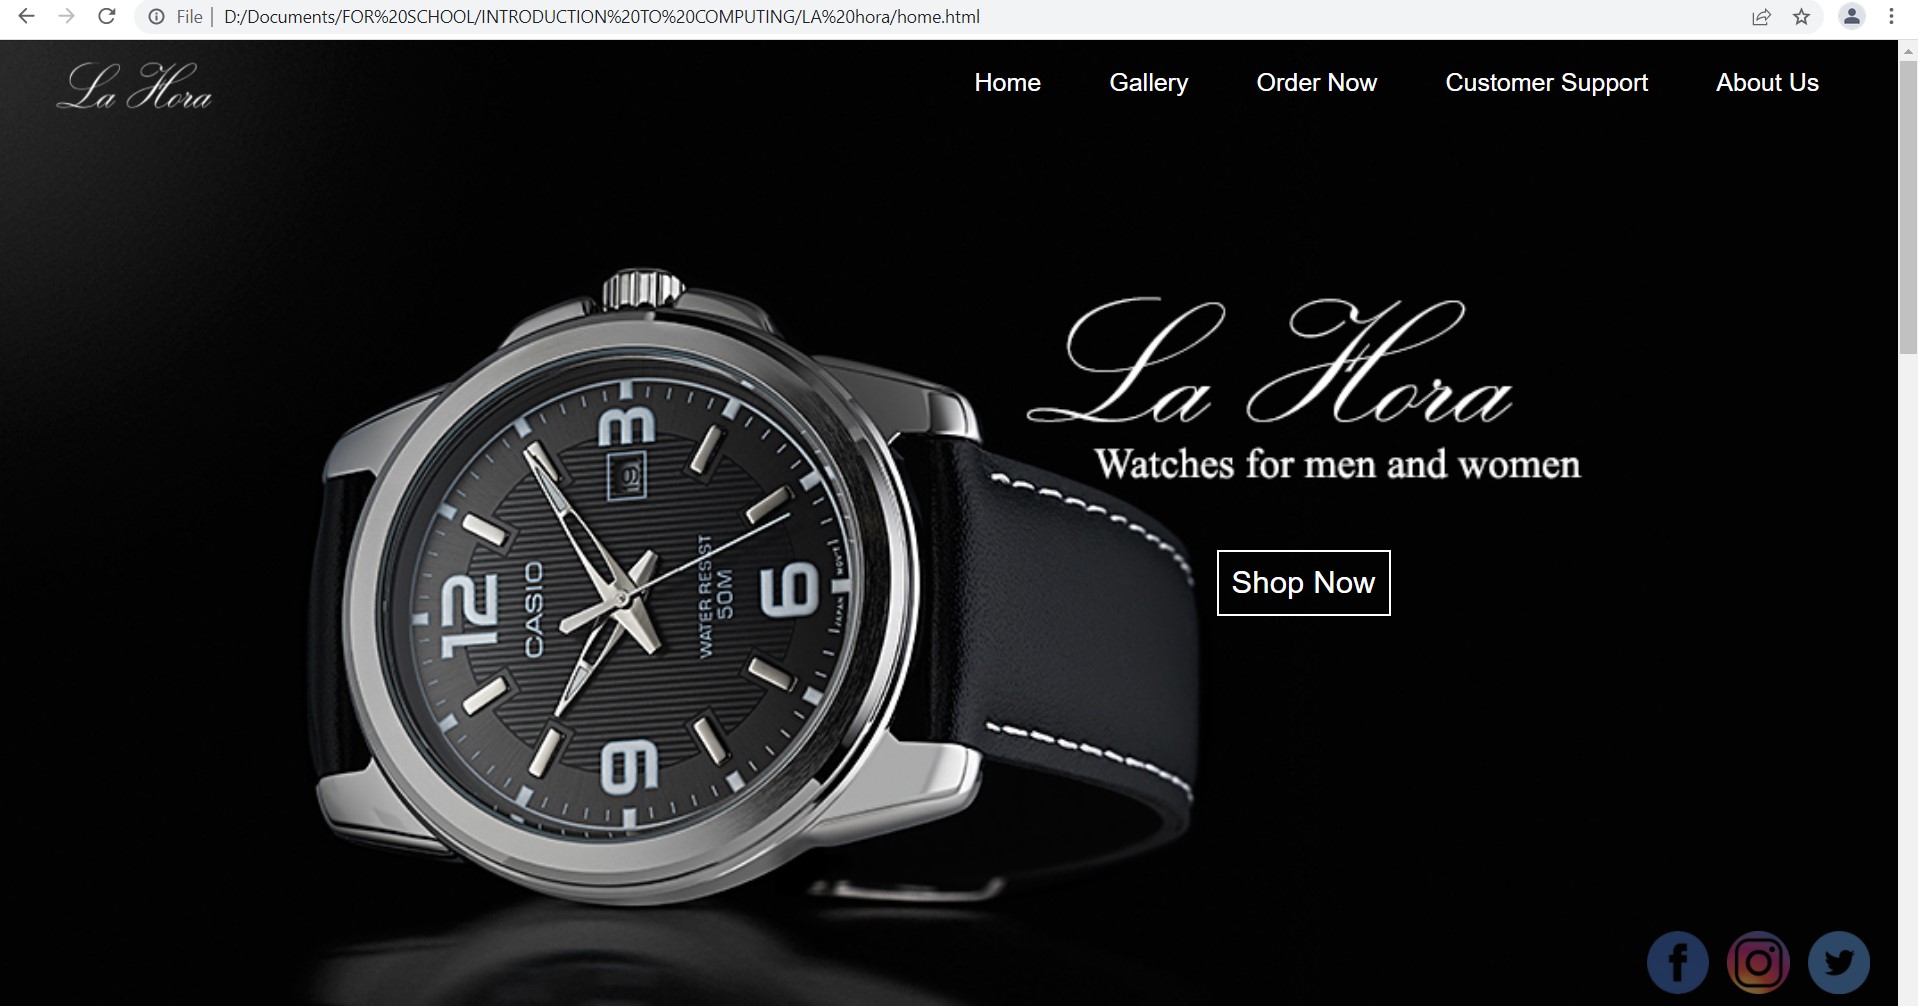 File | D:/Documents/FOR%20SCHOOL/INTRODUCTION%20TO%20COMPUTING/LA%20hora/home.html
La Hora
Home Gallery Order Now Customer Support About Us
La Hora
Watches for men and women
Shop Now
3
12
CASIO
WATER RESIST
50M
6
JAPAN MOV'T
9